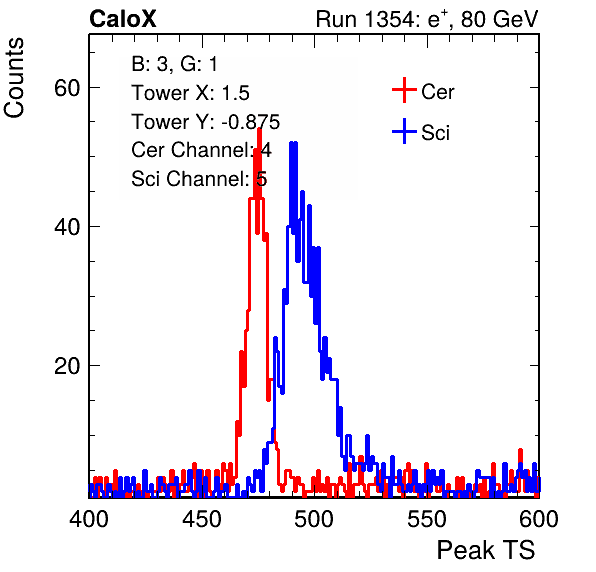 CaloX Run 1354: e⁺, 80 GeV
Counts
B: 3, G: 1
Tower X: 1.5
Tower Y: -0.875
Cer Channel: 4
Sci Channel: 5
Cer
Sci
60
40
20
400 450 500 550 600
Peak TS